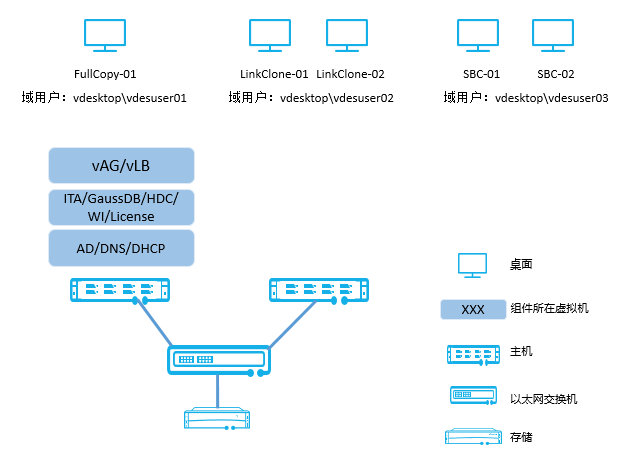 FullCopy-01
LinkClone-01 LinkClone-02
SBC-01 SBC-02
域用户：vdesktop\vdesuser01
域用户：vdesktop\vdesuser02
域用户：vdesktop\vdesuser03
vAG/vLB
ITA/GaussDB/HDC/
WI/License
AD/DNS/DHCP
桌面
XXX 组件所在虚拟机
主机
以太网交换机
存储